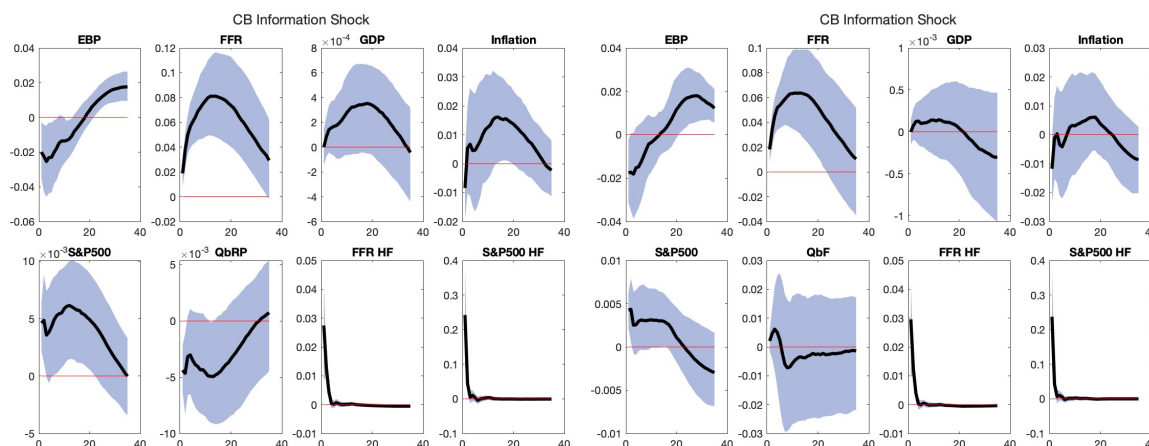 CB Information Shock
EBP FFR GDP Inflation
× 10⁻⁴
0.04 0.02 0 -0.02 -0.04 -0.06
0.12 0.1 0.08 0.06 0.04 0.02 0 -0.02
8 6 4 2 0 -2 -4 -6
0.04 0.03 0.02 0.01 0 -0.01 -0.02
0 20 40 0 20 40 0 20 40 0 20 40
S&P500 QbRP FFR HF S&P500 HF
× 10⁻³ × 10⁻³
10 5 0 -5
5 0 -5 -10
0.05 0.04 0.03 0.02 0.01 0 -0.01
0.4 0.3 0.2 0.1 0 -0.1
0 20 40 0 20 40 0 20 40 0 20 40
CB Information Shock
EBP FFR GDP Inflation
× 10⁻³
0.04 0.02 0 -0.02 -0.04
0.1 0.08 0.06 0.04 0.02 0 -0.02 -0.04
1 0.5 0 -0.5 -1
0.03 0.02 0.01 0 -0.01 -0.02 -0.03
0 20 40 0 20 40 0 20 40 0 20 40
S&P500 QbF FFR HF S&P500 HF
0.01 0.005 0 -0.005 -0.01
0.03 0.02 0.01 0 -0.01 -0.02 -0.03
0.05 0.04 0.03 0.02 0.01 0 -0.01
0.4 0.3 0.2 0.1 0 -0.1
0 20 40 0 20 40 0 20 40 0 20 40